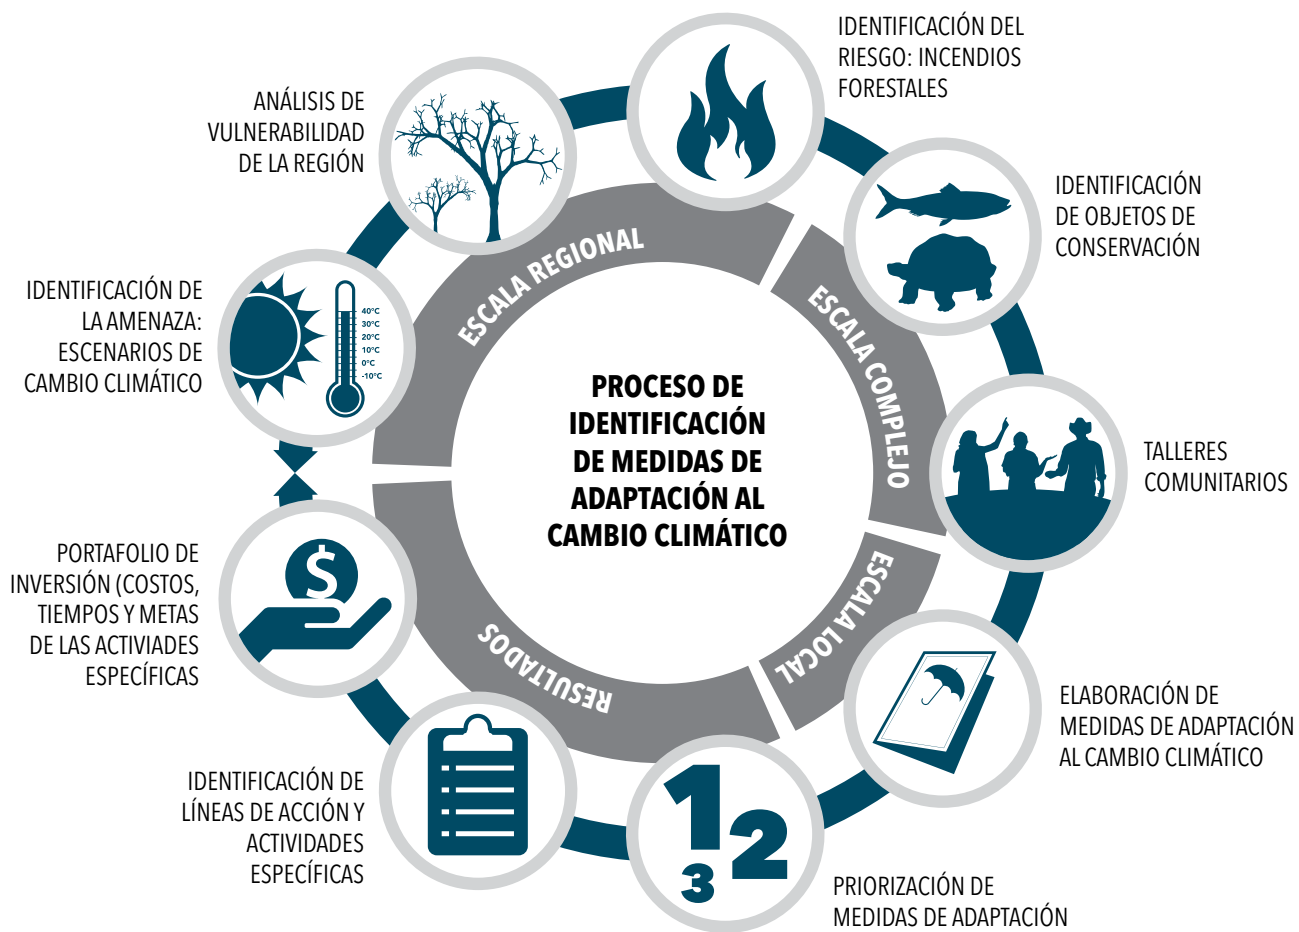 PROCESO DE
IDENTIFICACIÓN
DE MEDIDAS DE
ADAPTACIÓN AL
CAMBIO CLIMÁTICO
ESCALA REGIONAL
IDENTIFICACIÓN DE
LA AMENAZA:
ESCENARIOS DE
CAMBIO CLIMÁTICO
40°C
30°C
20°C
10°C
0°C
-10°C
ANÁLISIS DE
VULNERABILIDAD
DE LA REGIÓN
IDENTIFICACIÓN DEL
RIESGO: INCENDIOS
FORESTALES
ESCALA COMPLEJO
IDENTIFICACIÓN
DE OBJETOS DE
CONSERVACIÓN
TALLERES
COMUNITARIOS
ESCALA LOCAL
ELABORACIÓN DE
MEDIDAS DE ADAPTACIÓN
AL CAMBIO CLIMÁTICO
RESULTADOS
1
2
3
PRIORIZACIÓN DE
MEDIDAS DE ADAPTACIÓN
IDENTIFICACIÓN DE
LÍNEAS DE ACCIÓN Y
ACTIVIDADES
ESPECÍFICAS
$
PORTAFOLIO DE
INVERSIÓN (COSTOS,
TIEMPOS Y METAS
DE LAS ACTIVIADES
ESPECÍFICAS